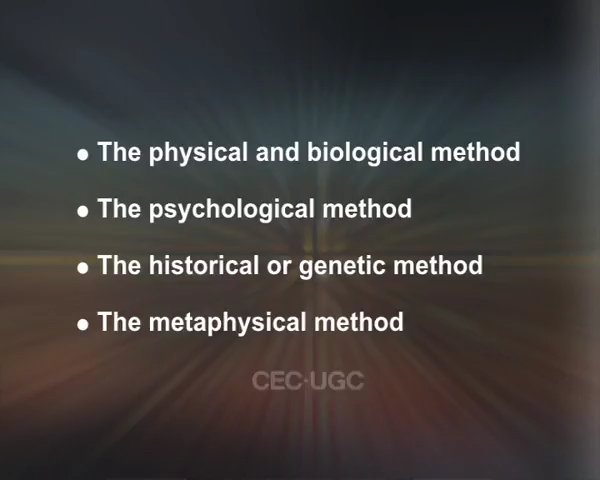 • The physical and biological method
• The psychological method
• The historical or genetic method
• The metaphysical method
CEC-UGC